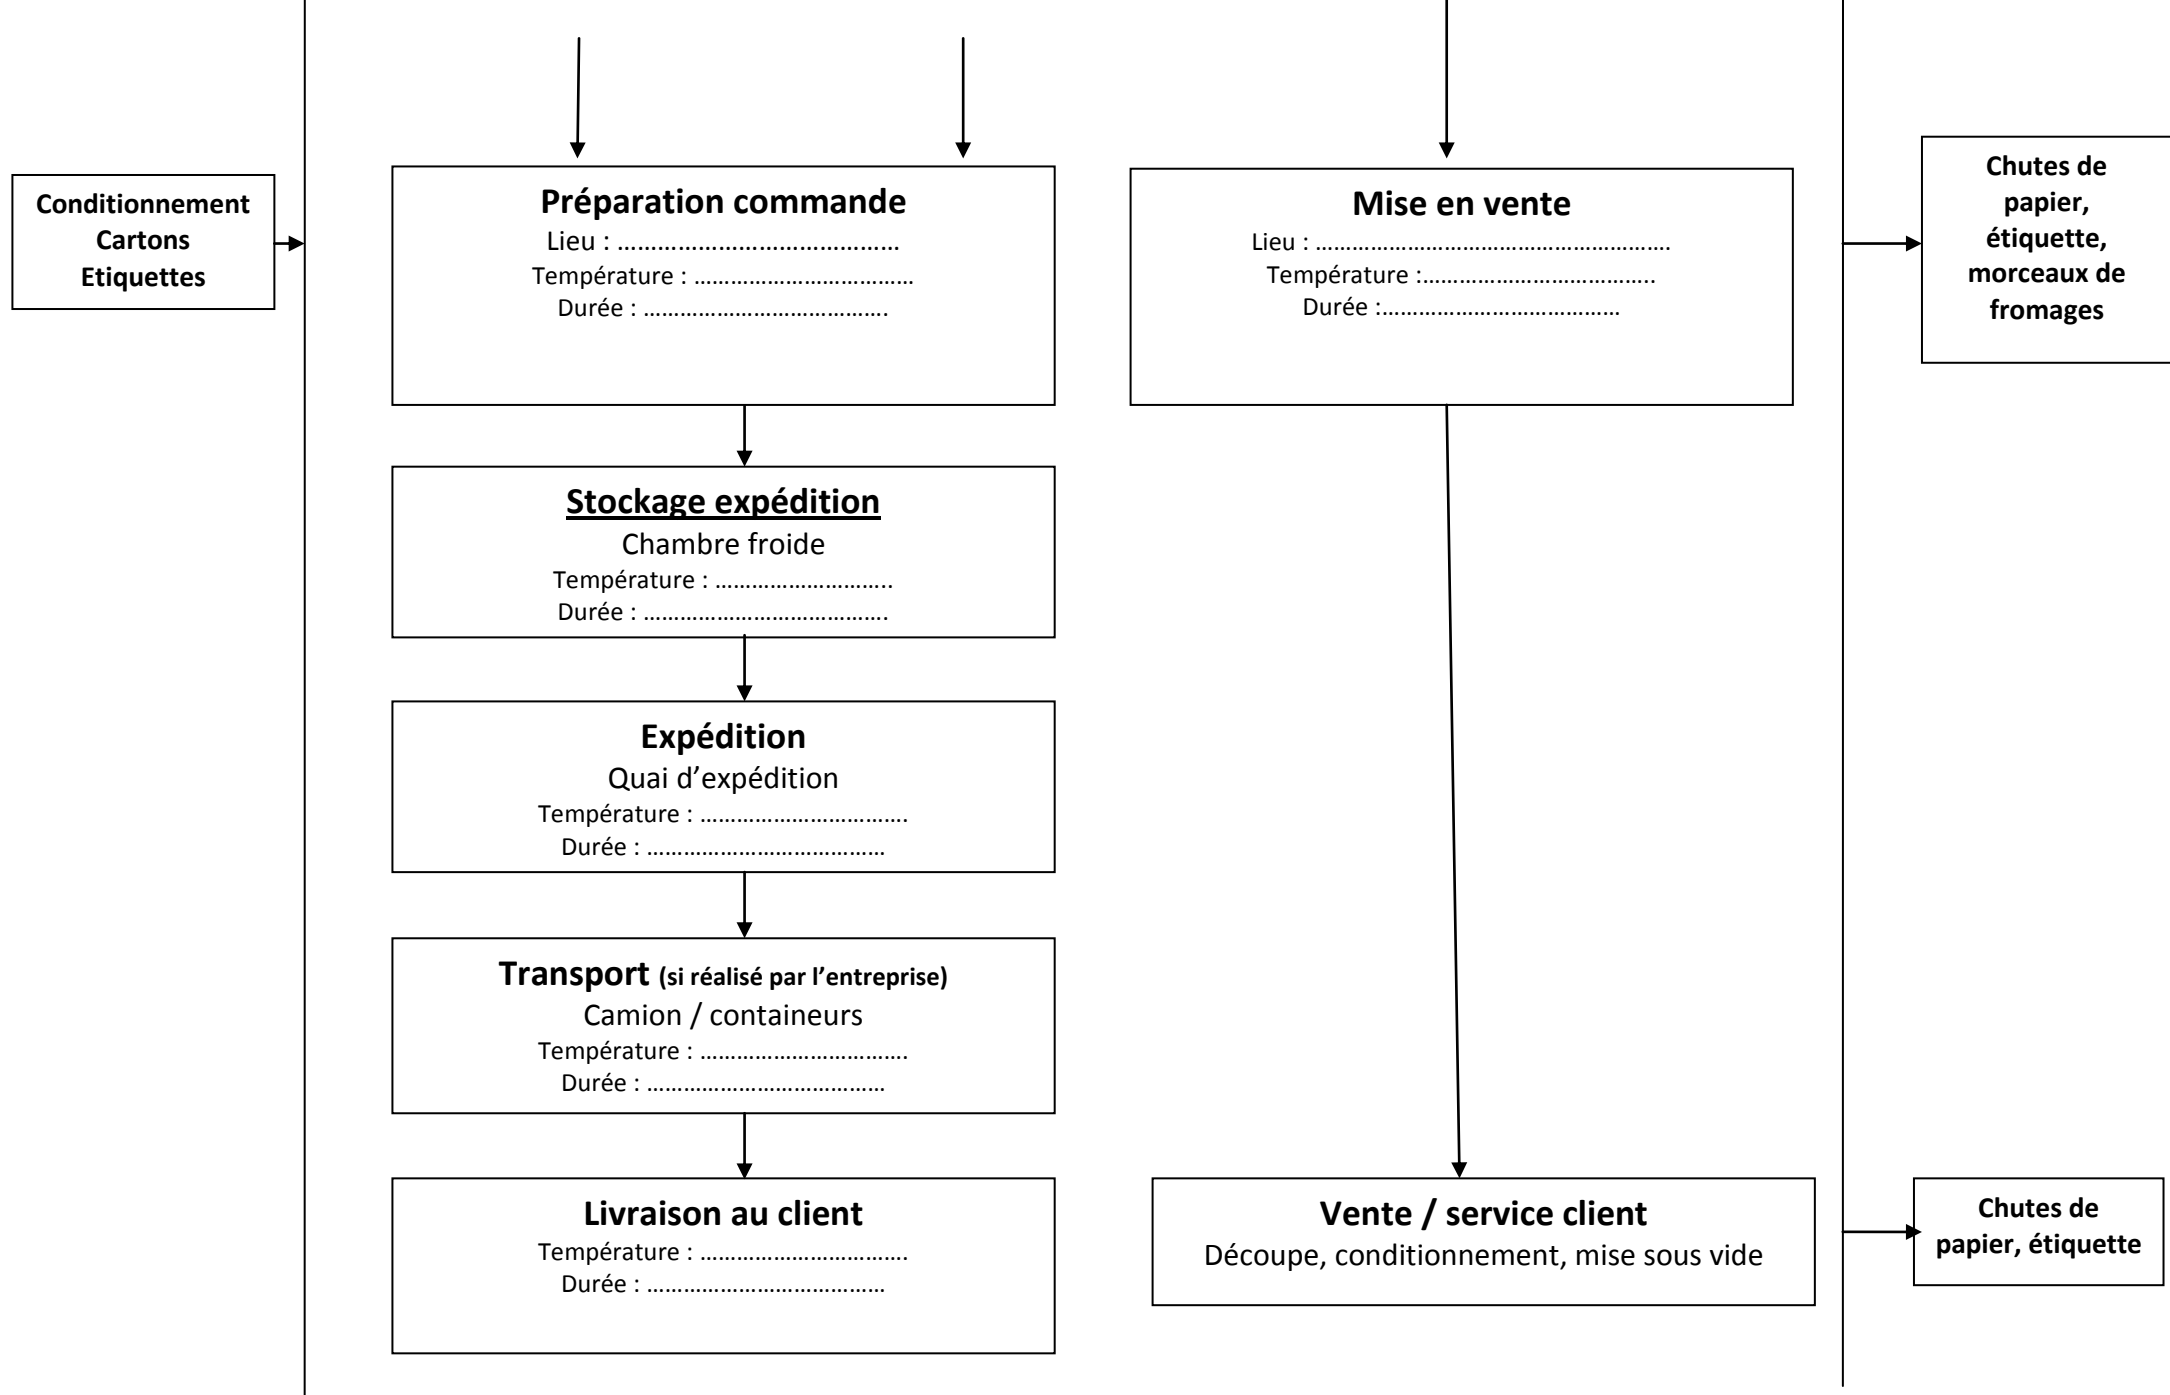 Conditionnement
Cartons
Etiquettes
Préparation commande
Lieu : ……………………………………
Température : ………………………………
Durée : ………………………………….
Mise en vente
Lieu : ………………………………………………….
Température :………………………………..
Durée :…………………………………
Chutes de
papier,
étiquette,
morceaux de
fromages
Stockage expédition
Chambre froide
Température : ………………………..
Durée : ………………………………….
Expédition
Quai d’expédition
Température : …………………………….
Durée : …………………………………
Transport (si réalisé par l’entreprise)
Camion / containeurs
Température : …………………………….
Durée : …………………………………
Livraison au client
Température : …………………………….
Durée : …………………………………
Vente / service client
Découpe, conditionnement, mise sous vide
Chutes de
papier, étiquette